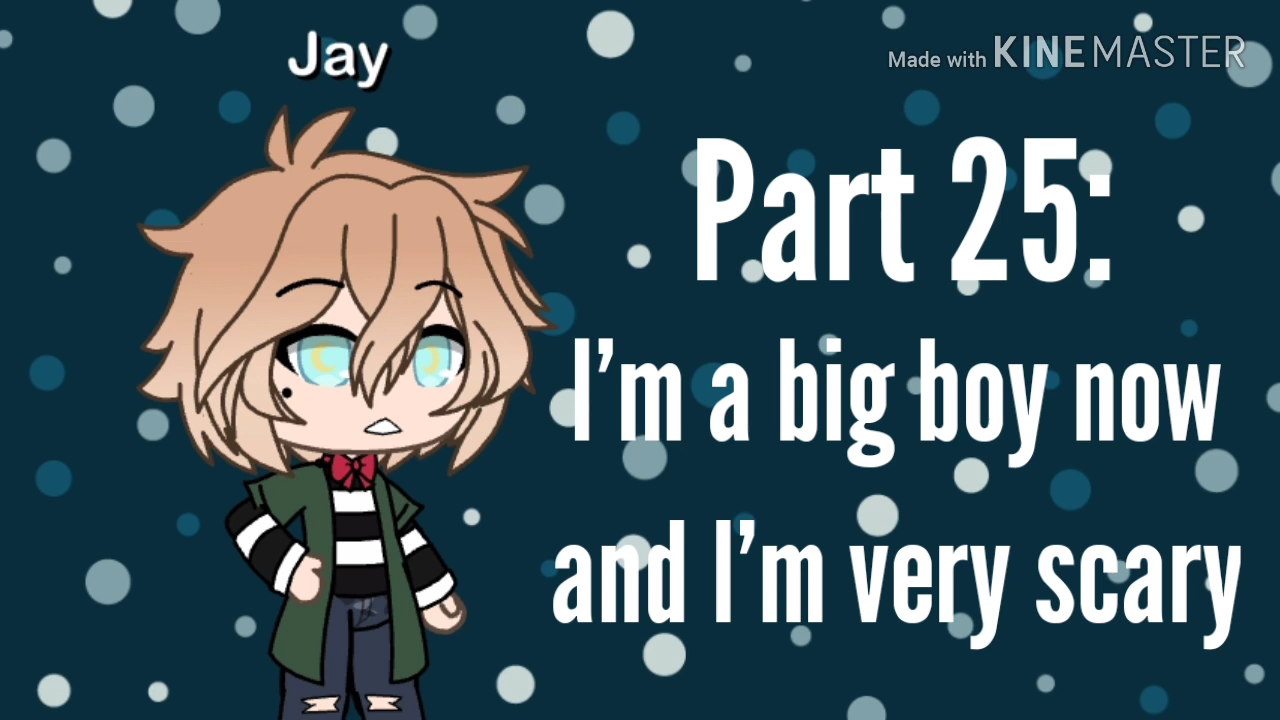 Jay
Made with KINEMASTER
Part 25:
I’m a big boy now
and I’m very scary